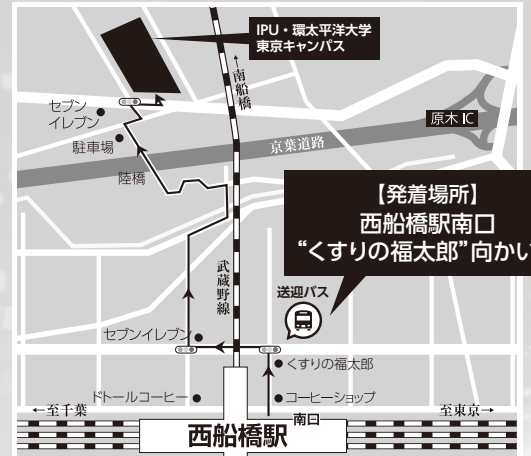 IPU・環太平洋大学
東京キャンパス
←南船橋
セブン
イレブン
駐車場
陸橋
京葉道路
原木IC
【発着場所】
西船橋駅南口
“くすりの福太郎”向かい
武蔵野線
送迎バス
セブンイレブン
くすりの福太郎
ドトールコーヒー
コーヒーショップ
←至千葉
南口
至東京→
西船橋駅